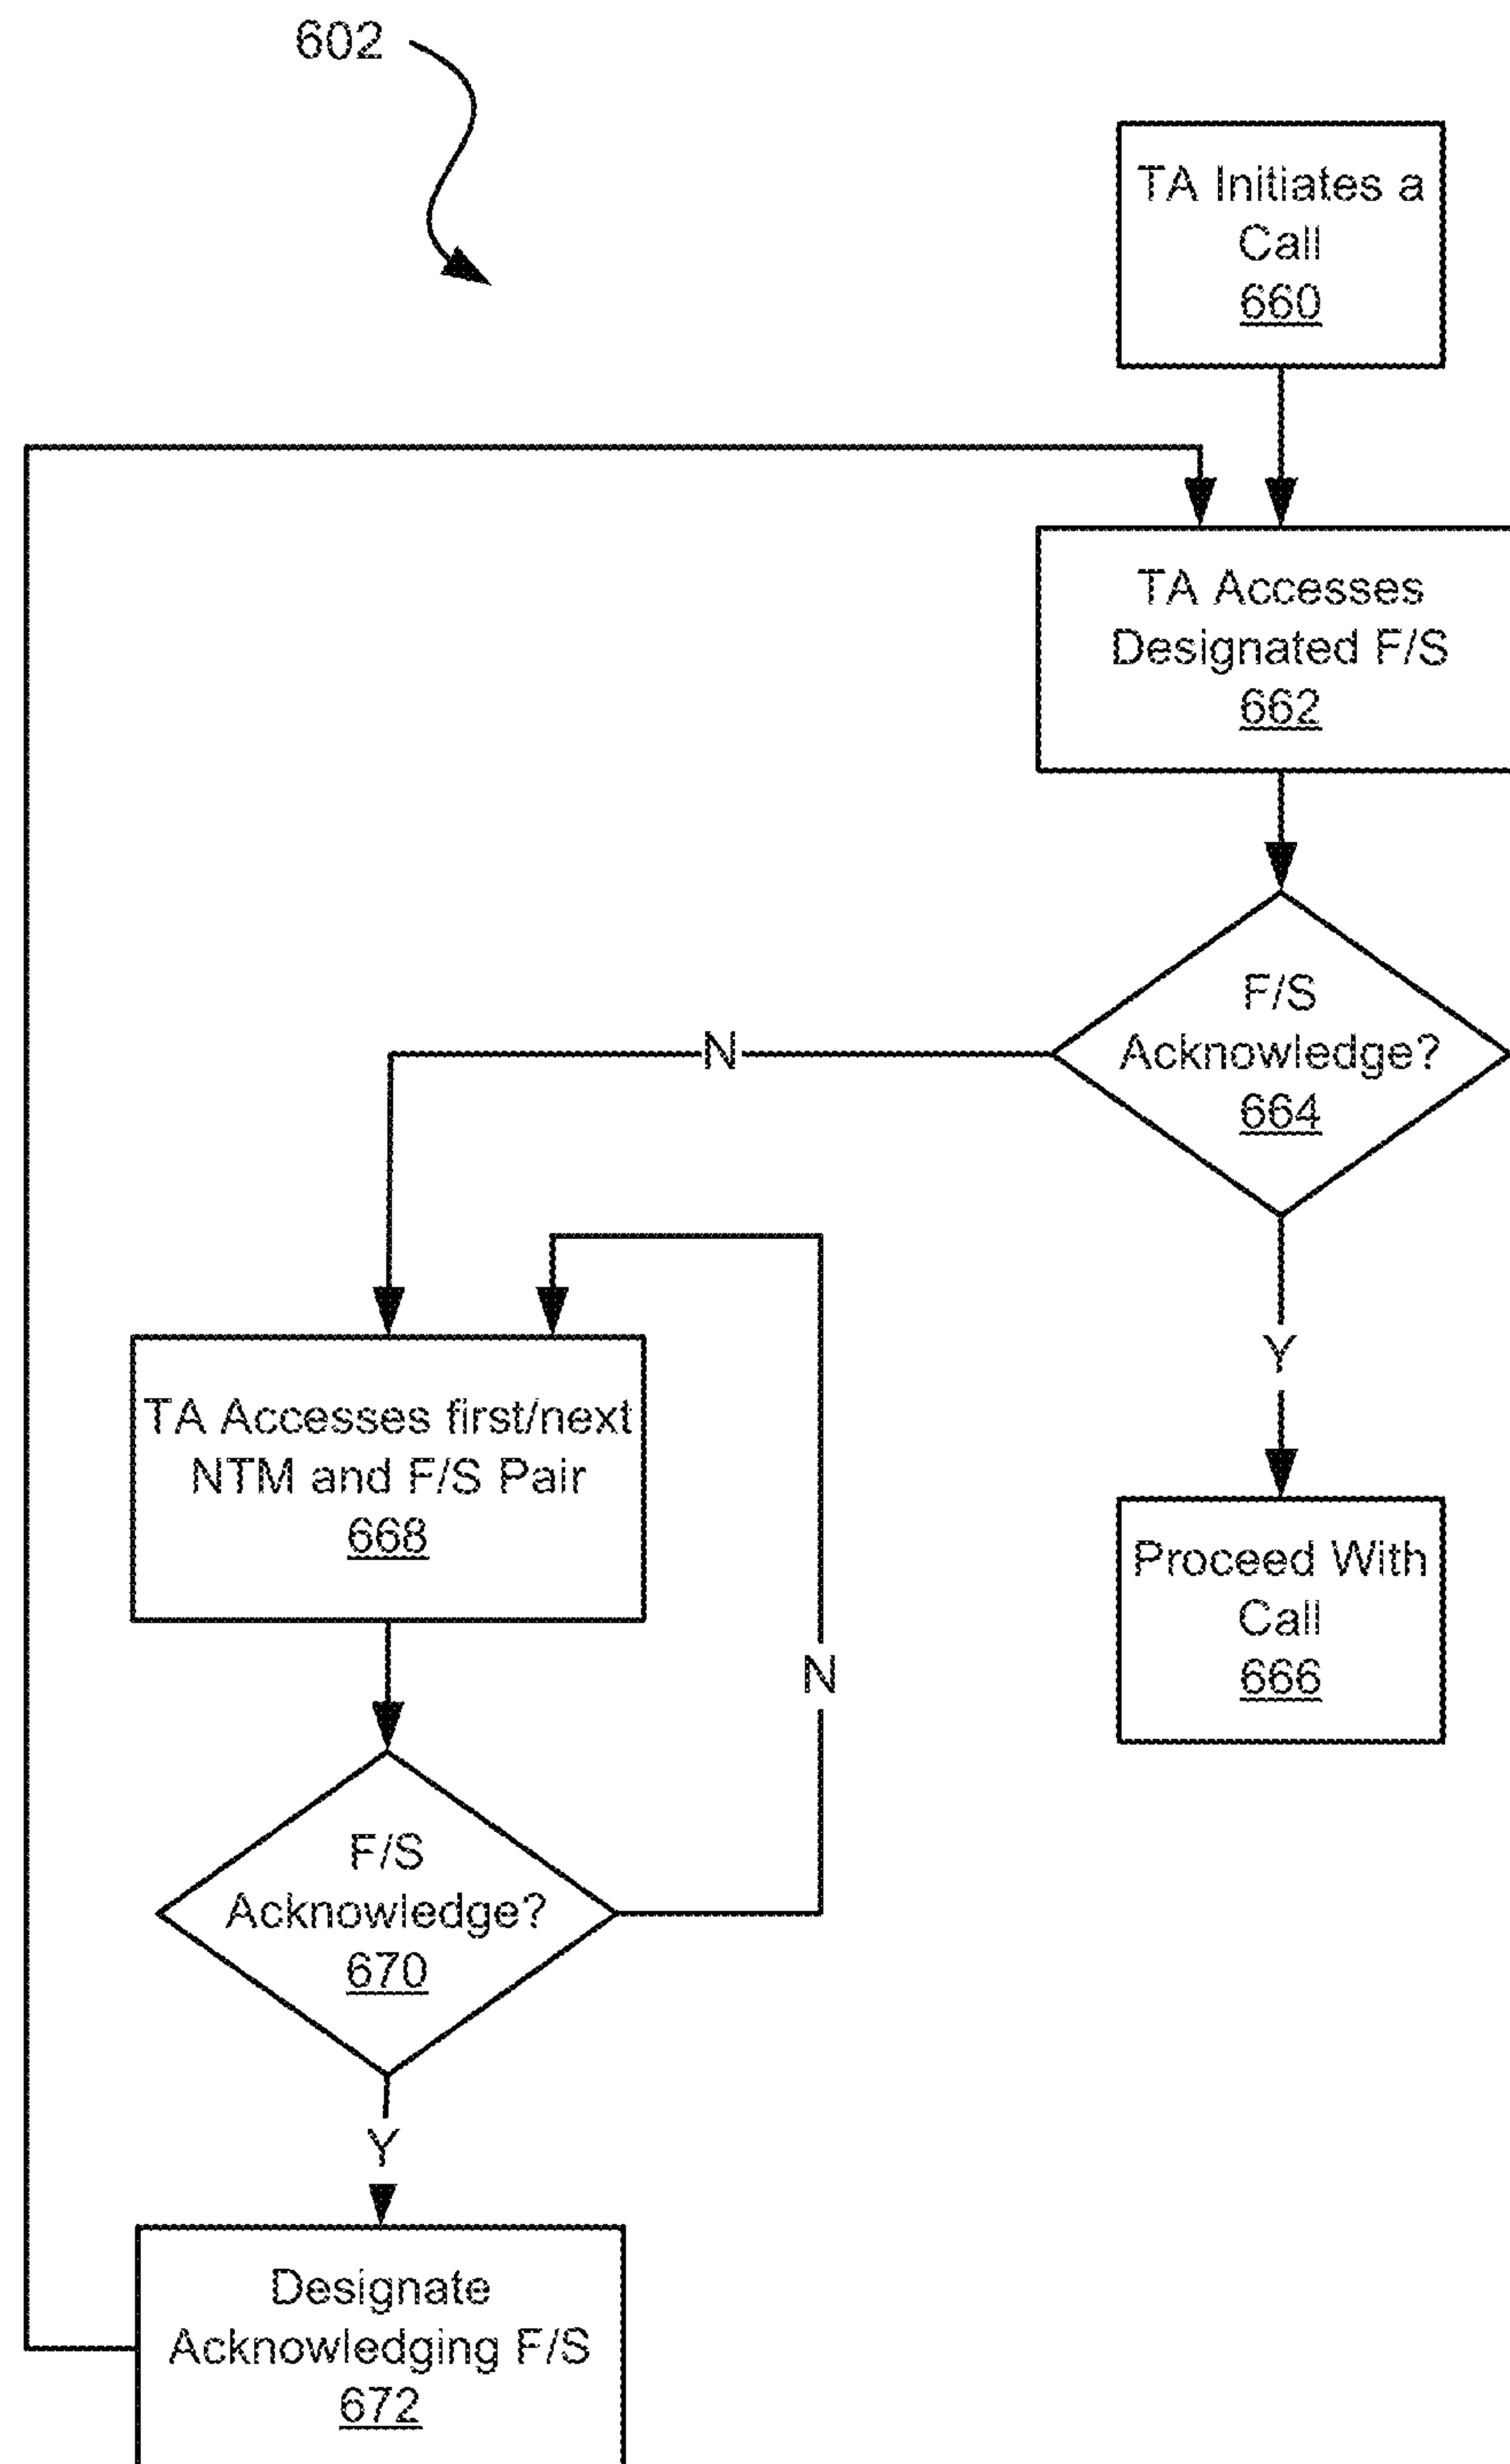 602
TA Initiates a
Call
660
TA Accesses
Designated F/S
662
F/S
Acknowledge?
664
N
Y
Proceed With
Call
666
TA Accesses first/next
NTM and F/S Pair
668
N
F/S
Acknowledge?
670
Y
Designate
Acknowledging F/S
672